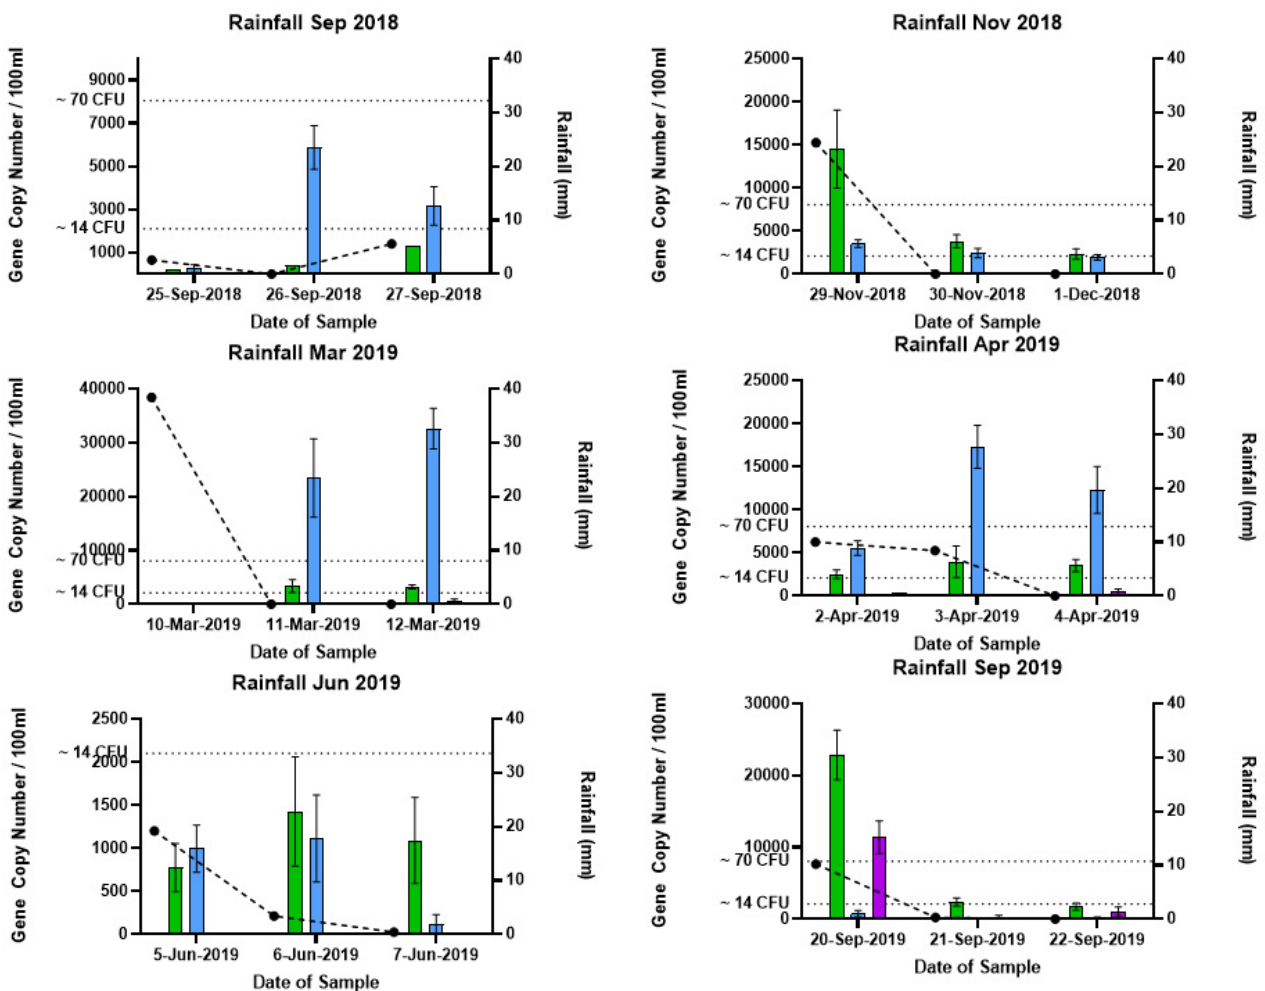 Rainfall Sep 2018
Gene Copy Number / 100ml
9000
7000
5000
3000
1000
~ 70 CFU
~ 14 CFU
40
30
20
10
0
Rainfall (mm)
25-Sep-2018 26-Sep-2018 27-Sep-2018
Date of Sample
Rainfall Nov 2018
Gene Copy Number / 100ml
25000
20000
15000
10000
5000
0
~ 70 CFU
~ 14 CFU
40
30
20
10
0
Rainfall (mm)
29-Nov-2018 30-Nov-2018 1-Dec-2018
Date of Sample
Rainfall Mar 2019
Gene Copy Number / 100ml
40000
30000
20000
10000
0
~ 70 CFU
~ 14 CFU
40
30
20
10
0
Rainfall (mm)
10-Mar-2019 11-Mar-2019 12-Mar-2019
Date of Sample
Rainfall Apr 2019
Gene Copy Number / 100ml
25000
20000
15000
10000
5000
0
~ 70 CFU
~ 14 CFU
40
30
20
10
0
Rainfall (mm)
2-Apr-2019 3-Apr-2019 4-Apr-2019
Date of Sample
Rainfall Jun 2019
Gene Copy Number / 100ml
2500
2000
1500
1000
500
0
~ 14 CFU
40
30
20
10
0
Rainfall (mm)
5-Jun-2019 6-Jun-2019 7-Jun-2019
Date of Sample
Rainfall Sep 2019
Gene Copy Number / 100ml
30000
20000
10000
0
~ 70 CFU
~ 14 CFU
40
30
20
10
0
Rainfall (mm)
20-Sep-2019 21-Sep-2019 22-Sep-2019
Date of Sample